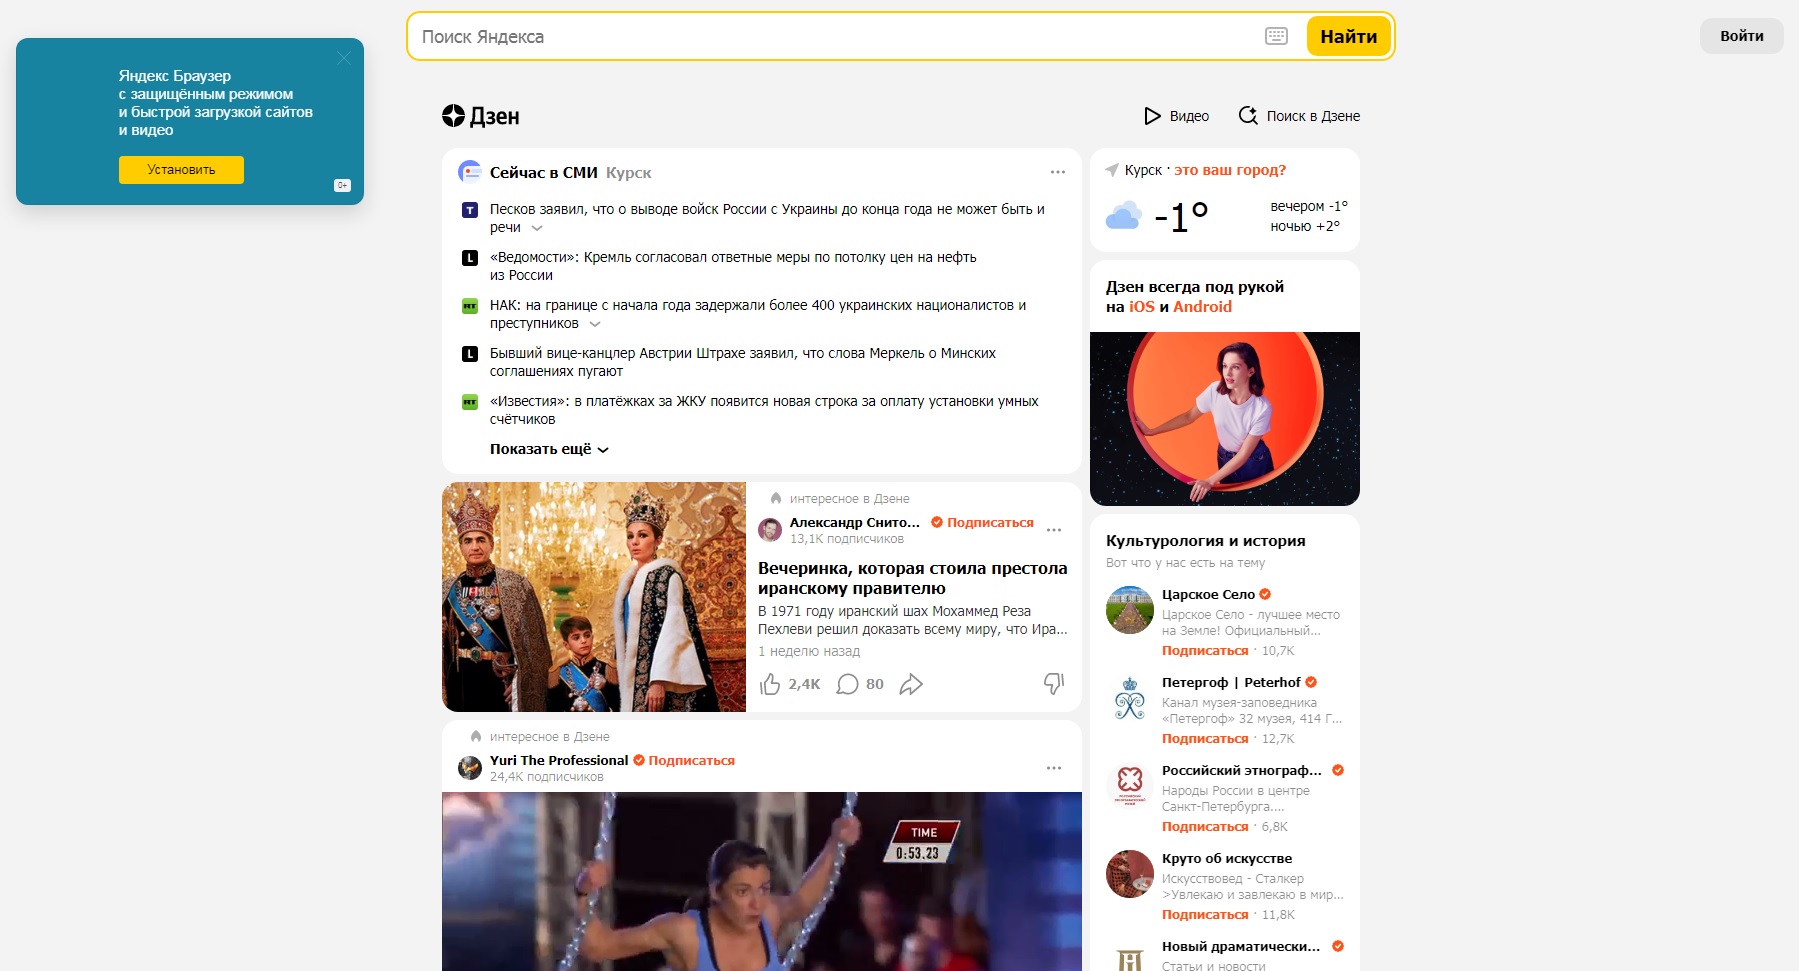 Поиск Яндекса
Найти
Войти
Яндекс Браузер
с защищённым режимом
и быстрой загрузкой сайтов
и видео
Установить
0+
Дзен
Видео
Поиск в Дзене
Сейчас в СМИ Курск
Песков заявил, что о выводе войск России с Украины до конца года не может быть и
речи
«Ведомости»: Кремль согласовал ответные меры по потолку цен на нефть
из России
НАК: на границе с начала года задержали более 400 украинских националистов и
преступников
Бывший вице-канцлер Австрии Штрахе заявил, что слова Меркель о Минских
соглашениях пугают
«Известия»: в платёжках за ЖКУ появится новая строка за оплату установки умных
счётчиков
Показать ещё
Курск · это ваш город?
-1°
вечером -1°
ночью +2°
Дзен всегда под рукой
на iOS и Android
интересное в Дзене
Александр Снито... Подписаться
13,1K подписчиков
Вечеринка, которая стоила престола
иранскому правителю
В 1971 году иранский шах Мохаммед Реза
Пехлеви решил доказать всему миру, что Ира...
1 неделю назад
2,4K 80
интересное в Дзене
Yuri The Professional Подписаться
24,4K подписчиков
TIME
0:53.23
Культурология и история
Вот что у нас есть на тему
Царское Село
Царское Село - лучшее место
на Земле! Официальный...
Подписаться · 10,7K
Петергоф | Peterhof
Канал музея-заповедника
«Петергоф» 32 музея, 414 Г...
Подписаться · 12,7K
Российский этнограф...
Народы России в центре
Санкт-Петербурга....
Подписаться · 6,8K
Круто об искусстве
Искусствовед - Сталкер
>Увлекаю и завлекаю в мир...
Подписаться · 11,8K
Новый драматически...
Статьи и новости